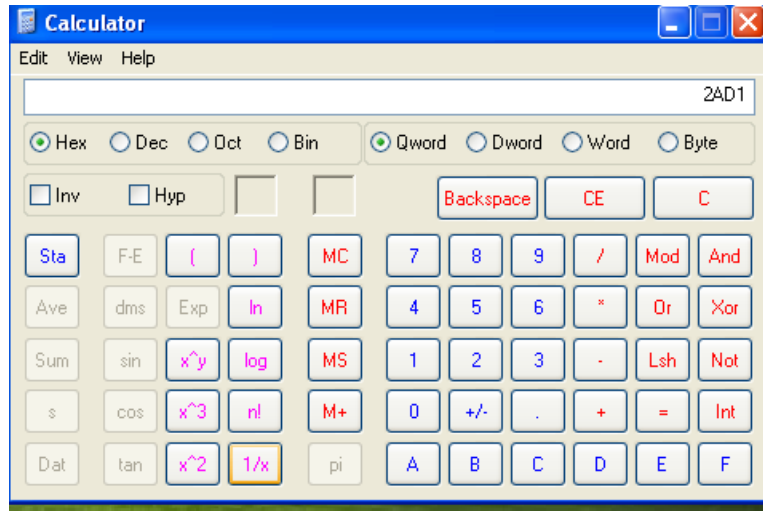 Calculator
Edit View Help
2AD1
Hex Dec Oct Bin Qword Dword Word Byte
Inv Hyp Backspace CE C
Sta F-E ( ) MC 7 8 9 / Mod And
Ave dms Exp ln MR 4 5 6 * Or Xor
Sum sin x^y log MS 1 2 3 - Lsh Not
s cos x^3 n! M+ 0 +/- . + = Int
Dat tan x^2 1/x pi A B C D E F